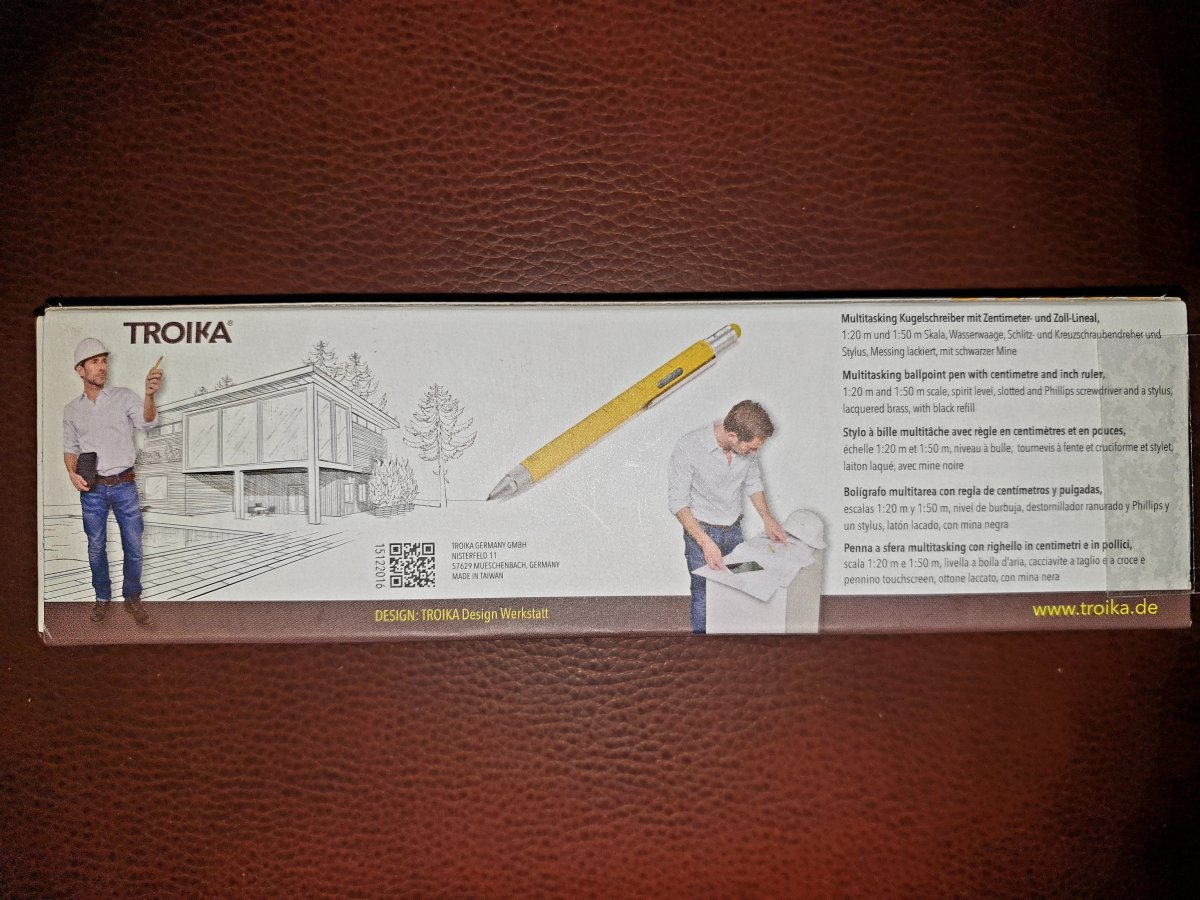 TROIKA®
Multitasking Kugelschreiber mit Zentimeter- und Zoll-Lineal,
1:20 m und 1:50 m Skala, Wasserwaage, Schlitz- und Kreuzschraubendreher und
Stylus, Messing lackiert, mit schwarzer Mine
Multitasking ballpoint pen with centimetre and inch ruler,
1:20 m and 1:50 m scale, spirit level, slotted and Phillips screwdriver and a stylus,
lacquered brass, with black refill
Stylo à bille multitâche avec règle en centimètres et en pouces,
échelle 1:20 m et 1:50 m, niveau à bulle, tournevis à fente et cruciforme et stylet,
laiton laqué, avec mine noire
Bolígrafo multitarea con regla de centímetros y pulgadas,
escalas 1:20 m y 1:50 m, nivel de burbuja, destornillador ranurado y Phillips y
un stylus, latón lacado, con mina negra
Penna a sfera multitasking con righello in centimetri e in pollici,
scala 1:20 m e 1:50 m, livella a bolla d'aria, cacciavite a taglio e a croce e
pennino touchscreen, ottone laccato, con mina nera
15122016
TROIKA GERMANY GMBH
NISTERFELD 11
57629 MUESCHENBACH, GERMANY
MADE IN TAIWAN
DESIGN: TROIKA Design Werkstatt
www.troika.de